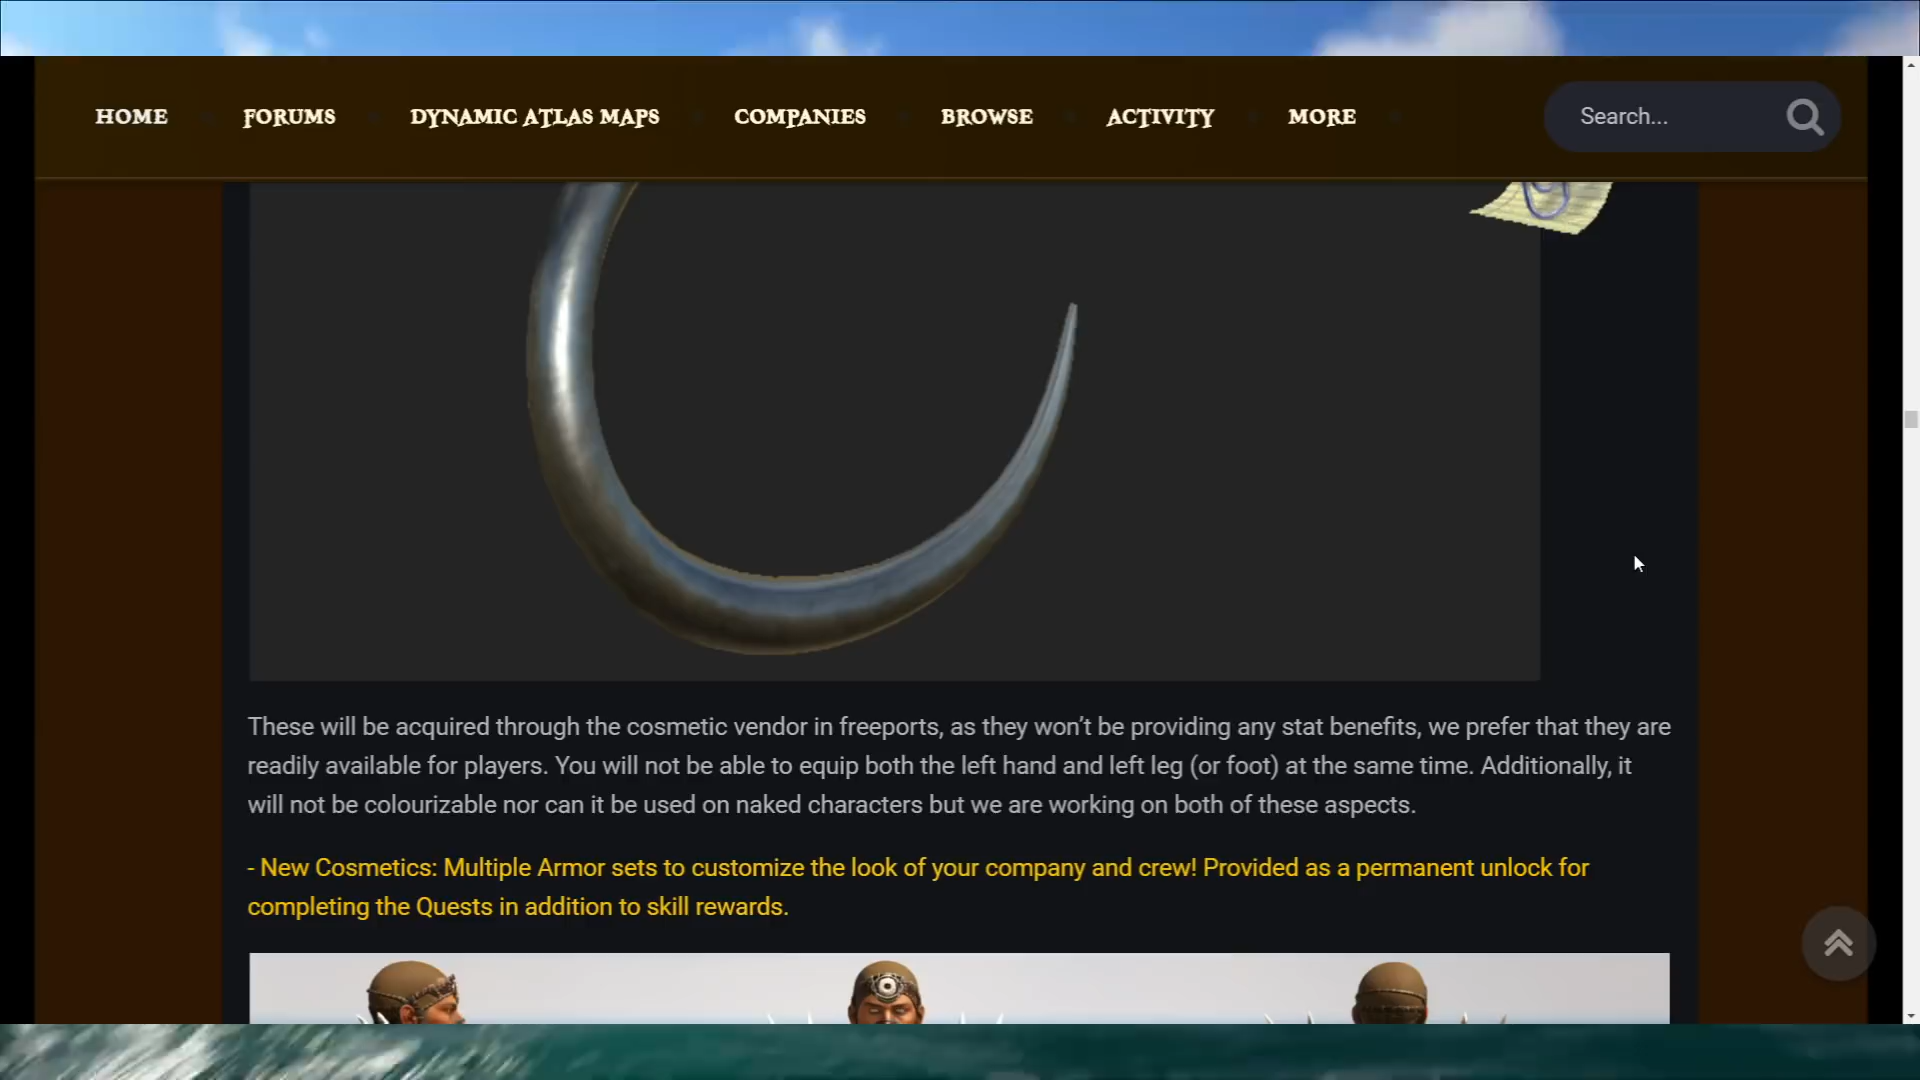 HOME FORUMS DYNAMIC ATLAS MAPS COMPANIES BROWSE ACTIVITY MORE Search...
These will be acquired through the cosmetic vendor in freeports, as they won’t be providing any stat benefits, we prefer that they are
readily available for players. You will not be able to equip both the left hand and left leg (or foot) at the same time. Additionally, it
will not be colourizable nor can it be used on naked characters but we are working on both of these aspects.
- New Cosmetics: Multiple Armor sets to customize the look of your company and crew! Provided as a permanent unlock for
completing the Quests in addition to skill rewards.